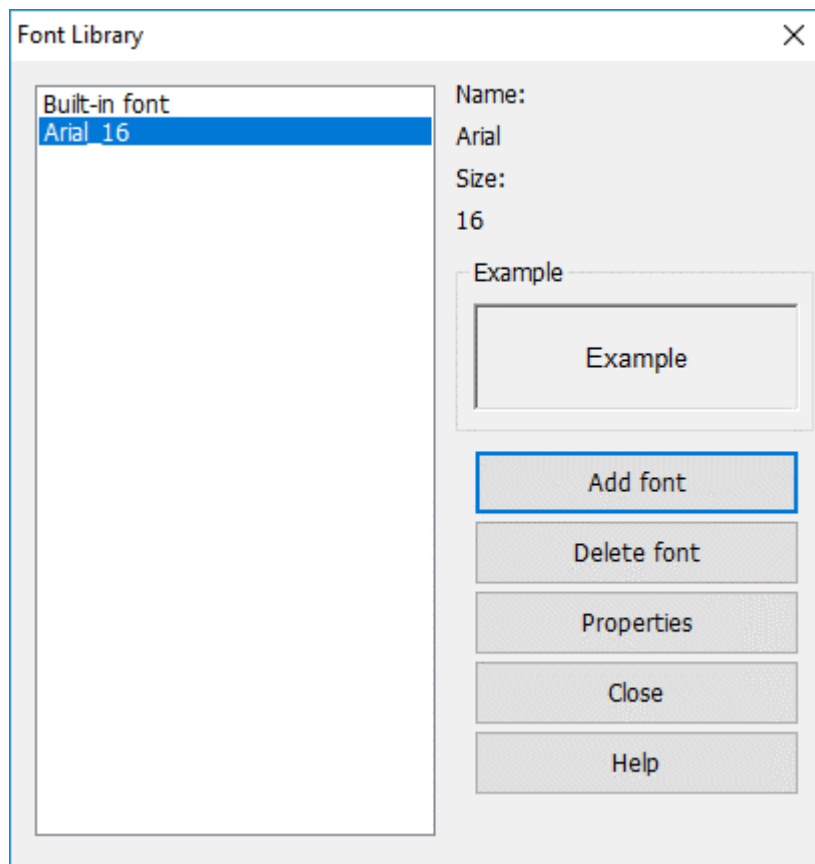 Font Library
Built-in font
Arial_16
Name:
Arial
Size:
16
Example
Example
Add font
Delete font
Properties
Close
Help